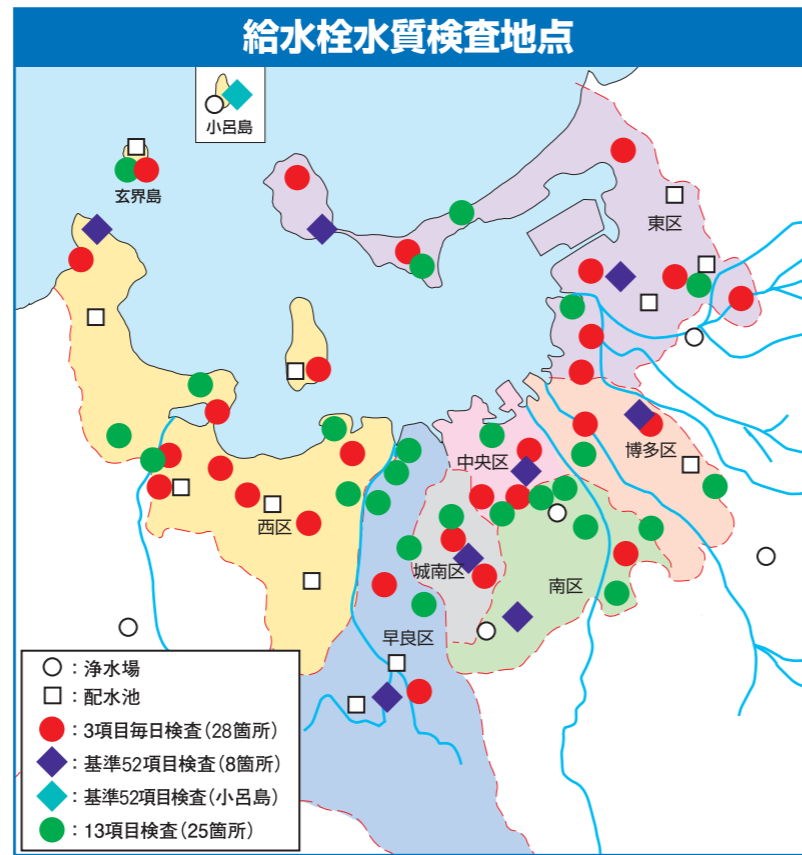 給水栓水質検査地点
小呂島
玄界島
東区
博多区
中央区
西区
城南区
南区
早良区
：浄水場
：配水池
：3項目毎日検査（28箇所）
：基準52項目検査（8箇所）
：基準52項目検査（小呂島）
：13項目検査（25箇所）